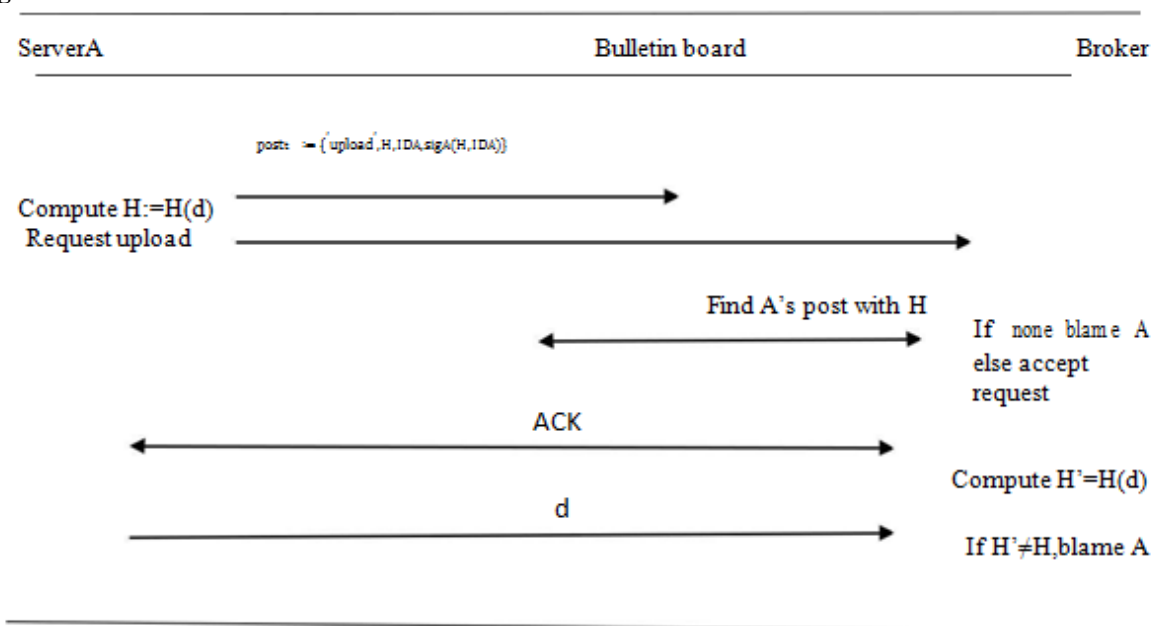 ServerA Bulletin board Broker
:= {'upload',H,IDA,sigA(H,IDA)}
Compute H:=H(d)
Request upload
Find A's post with H
If none blame A
else accept
request
ACK
Compute H'=H(d)
d
If H'≠H,blame A